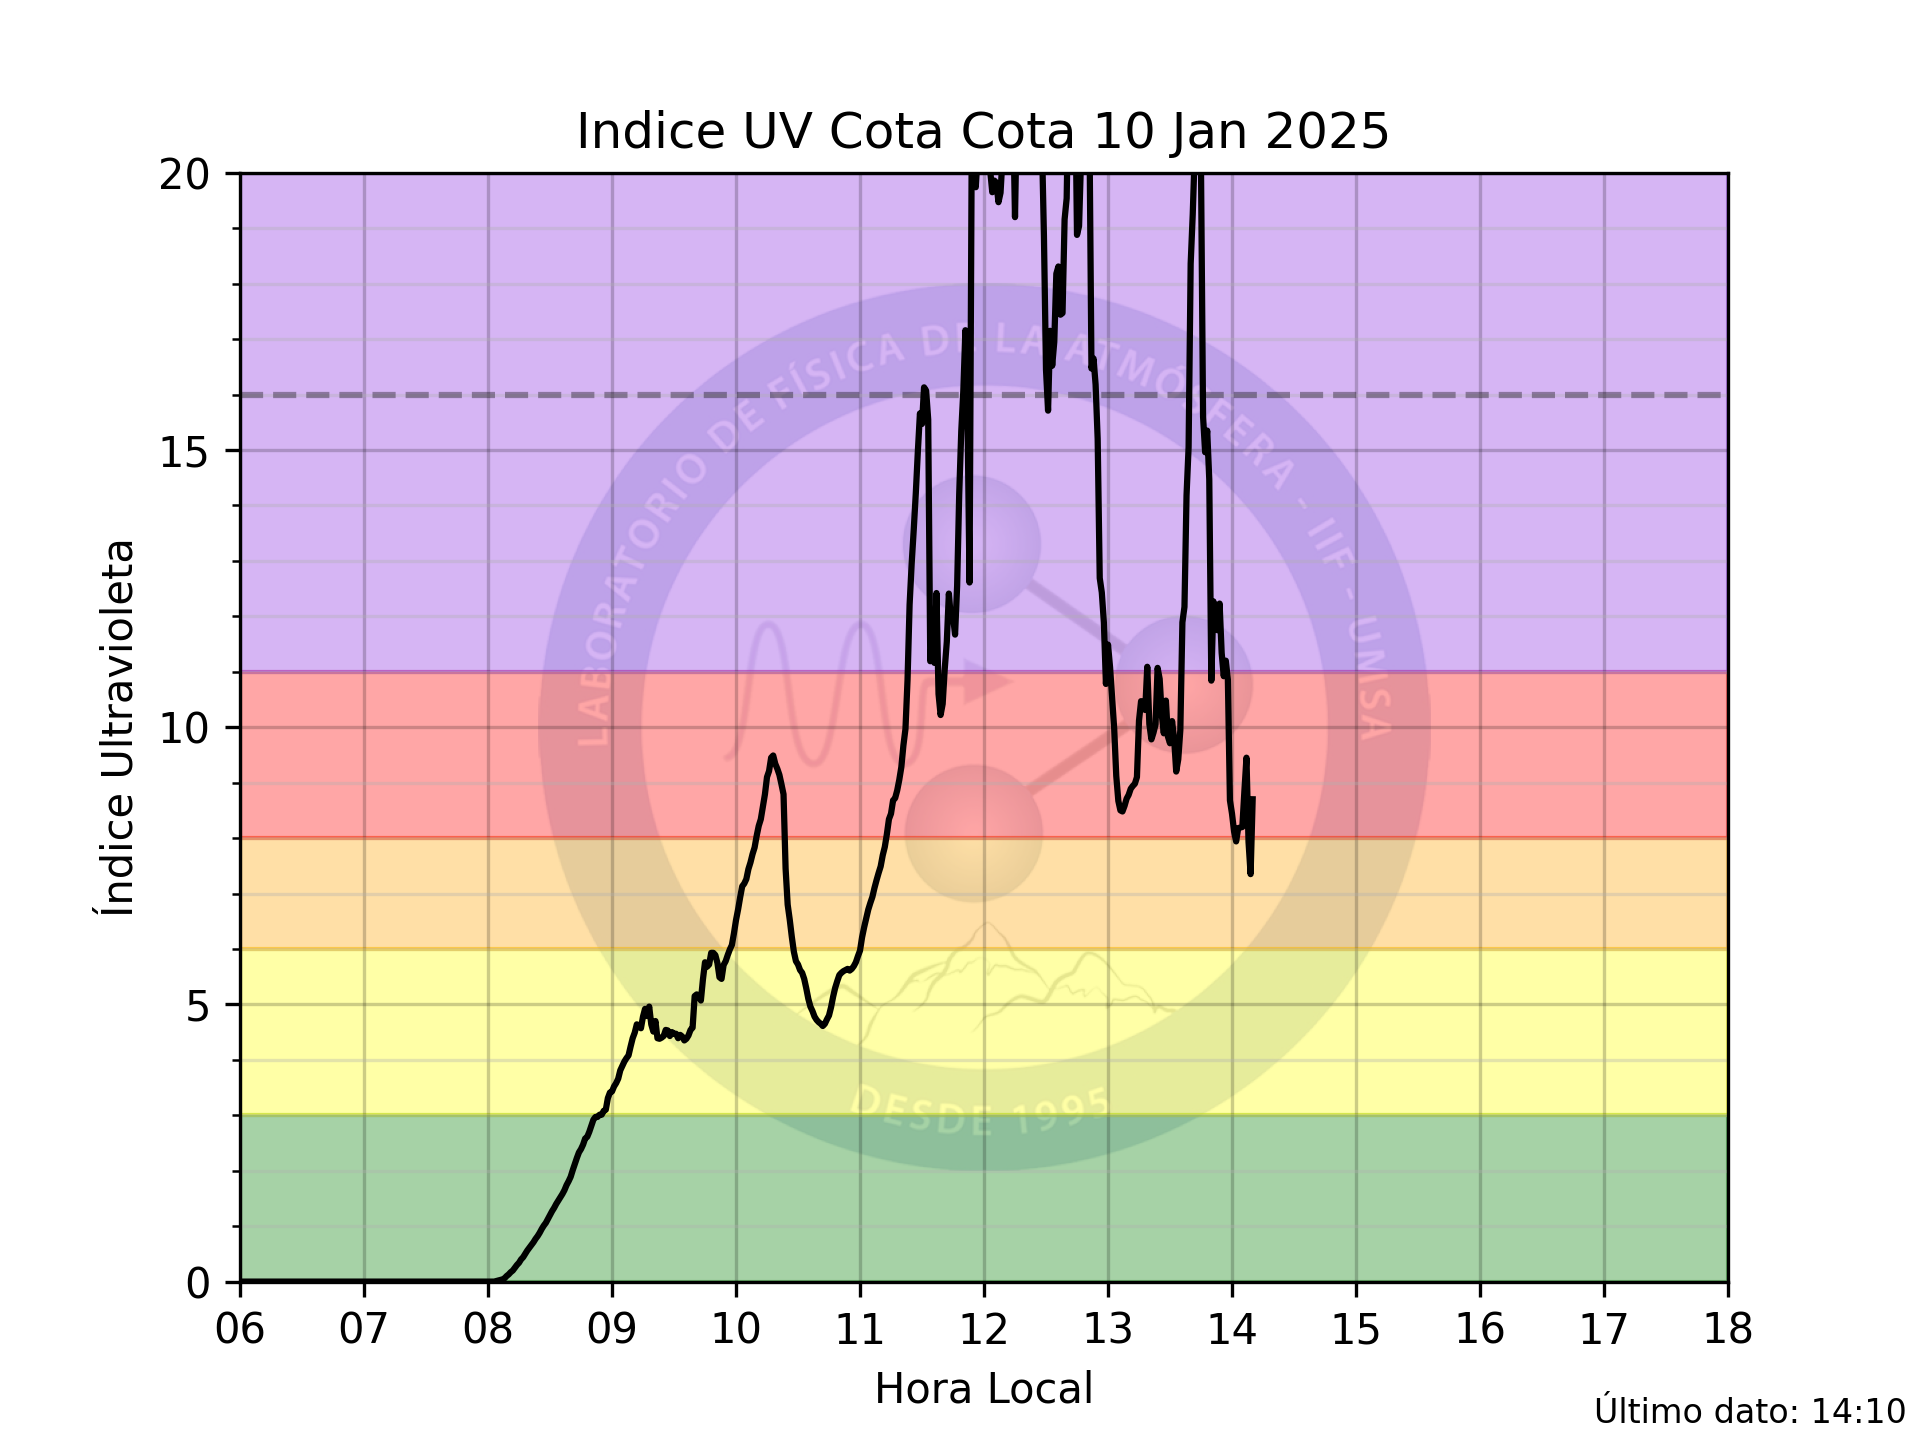 Indice UV Cota Cota 10 Jan 2025
20
15
10
5
0
Índice Ultravioleta
LABORATORIO DE FÍSICA DE LA ATMÓSFERA - IIF - UMSA
DESDE 1995
06 07 08 09 10 11 12 13 14 15 16 17 18
Hora Local
Último dato: 14:10